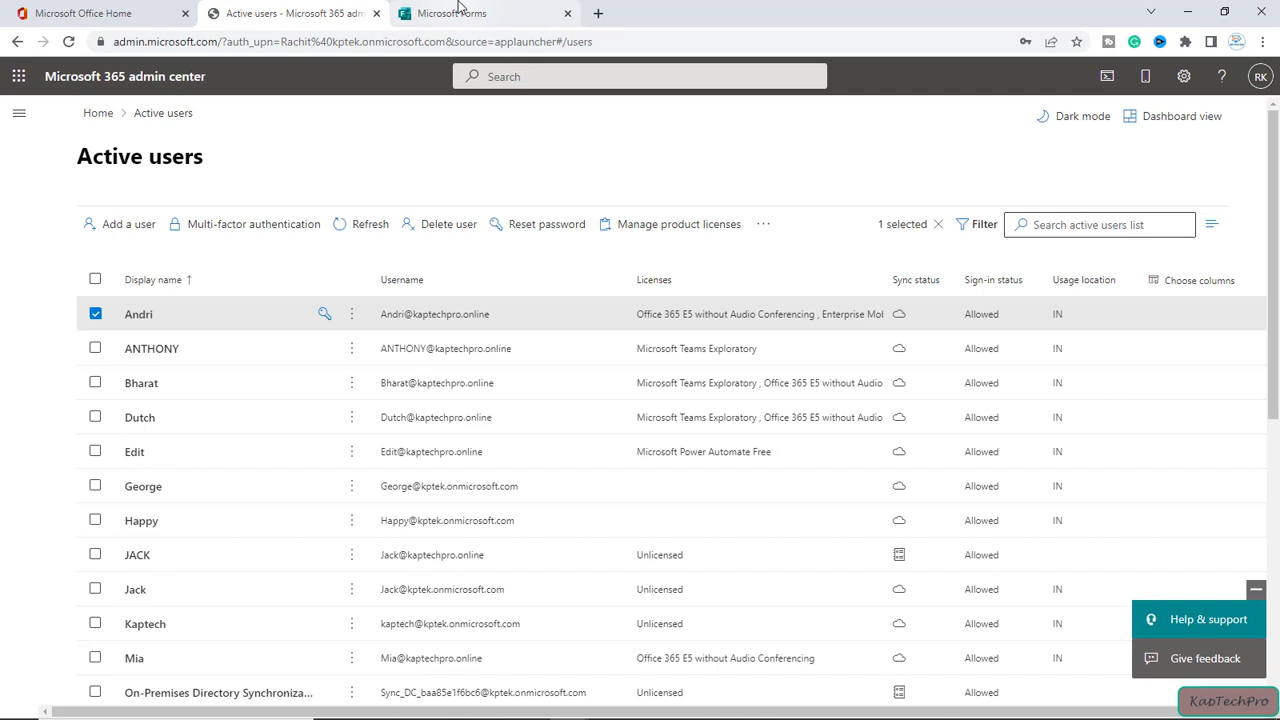 Microsoft Office Home
Active users - Microsoft 365 adm
Microsoft Forms
admin.microsoft.com/?auth_upn=Rachit%40kptek.onmicrosoft.com&source=applauncher#/users
Microsoft 365 admin center
Search
RK
Home > Active users
Dark mode
Dashboard view
Active users
Add a user
Multi-factor authentication
Refresh
Delete user
Reset password
Manage product licenses
1 selected
Filter
Search active users list
Display name ↑
Username
Licenses
Sync status
Sign-in status
Usage location
Choose columns
Andri Andri@kaptechpro.online Office 365 E5 without Audio Conferencing , Enterprise Mob Allowed IN
ANTHONY ANTHONY@kaptechpro.online Microsoft Teams Exploratory Allowed IN
Bharat Bharat@kaptechpro.online Microsoft Teams Exploratory , Office 365 E5 without Audio Allowed IN
Dutch Dutch@kaptechpro.online Microsoft Teams Exploratory , Office 365 E5 without Audio Allowed IN
Edit Edit@kaptechpro.online Microsoft Power Automate Free Allowed IN
George George@kptek.onmicrosoft.com Allowed IN
Happy Happy@kptek.onmicrosoft.com Allowed IN
JACK Jack@kaptechpro.online Unlicensed Allowed
Jack Jack@kptek.onmicrosoft.com Unlicensed Allowed IN
Kaptech kaptech@kptek.onmicrosoft.com Unlicensed Allowed IN
Mia Mia@kaptechpro.online Office 365 E5 without Audio Conferencing Allowed IN
On-Premises Directory Synchroniza... Sync_DC_baa85e1f6bc6@kptek.onmicrosoft.com Unlicensed Allowed
Help & support
Give feedback
KapTechPro